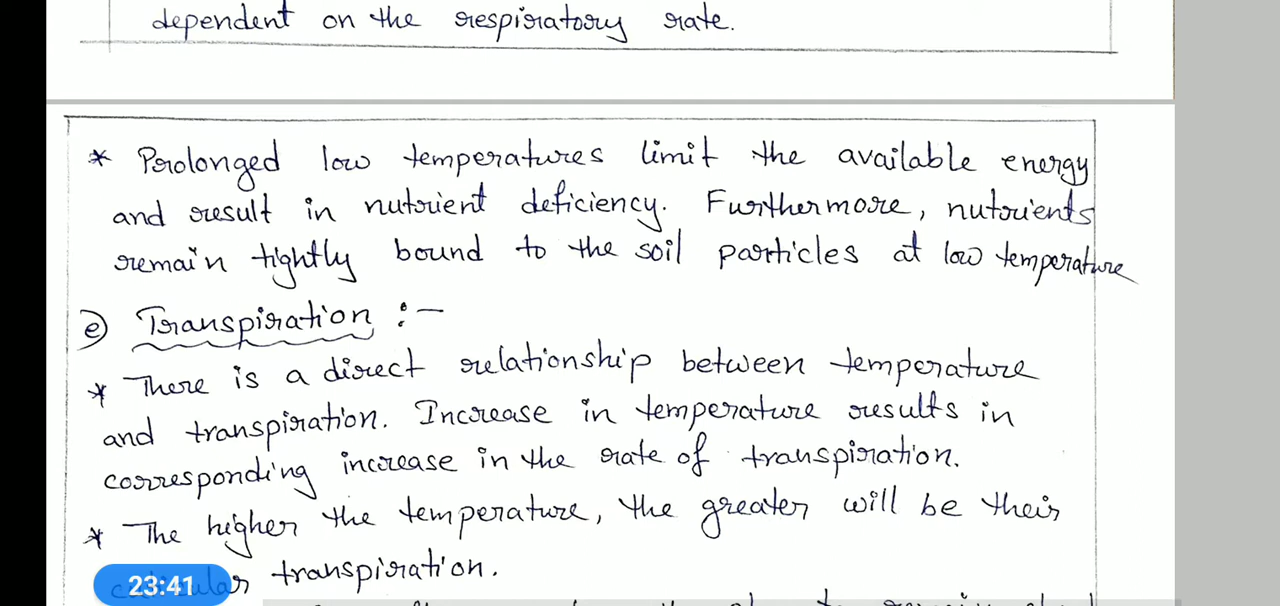 dependent on the respiratory rate.
* Prolonged low temperatures limit the available energy
and result in nutrient deficiency. Furthermore, nutrients
remain tightly bound to the soil particles at low temperature
e) Transpiration :-
* There is a direct relationship between temperature
and transpiration. Increase in temperature results in
corresponding increase in the rate of transpiration.
* The higher the temperature, the greater will be their
transpiration.
23:41